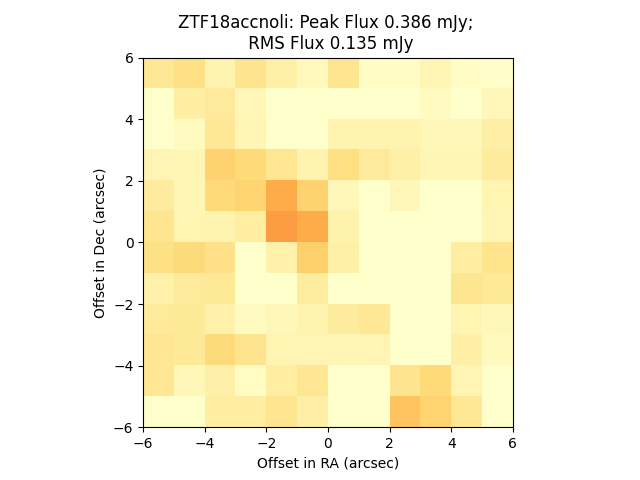 ZTF18accnoli: Peak Flux 0.386 mJy;
RMS Flux 0.135 mJy
6
4
2
0
−2
−4
−6
Offset in Dec (arcsec)
−6 −4 −2 0 2 4 6
Offset in RA (arcsec)